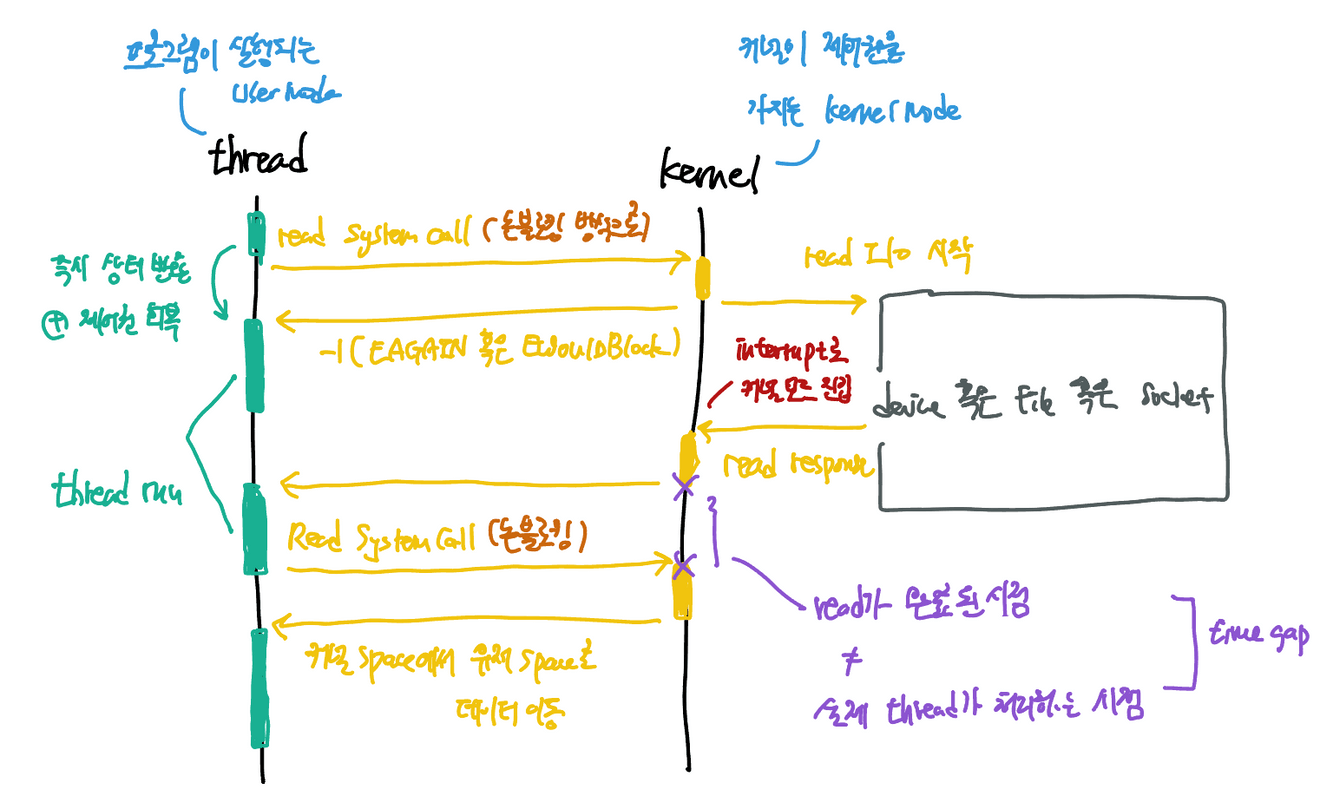 프로그램이 실행되는
User Mode
커널이 제어권을
가지는 kernel Mode
thread
kernel
read System Call (논블로킹 방식으로)
read I/O 시작
즉시 상태 반환
+ 제어권 회복
-1 (EAGAIN 혹은 EWOULDBlock)
interrupt로
커널모드 진입
device 혹은 file 혹은 socket
read response
thread run
Read System Call (논블로킹)
read가 완료된 시점
≠
실제 thread가 처리하는 시점
time gap
커널 space에서 유저 space로
데이터 이동